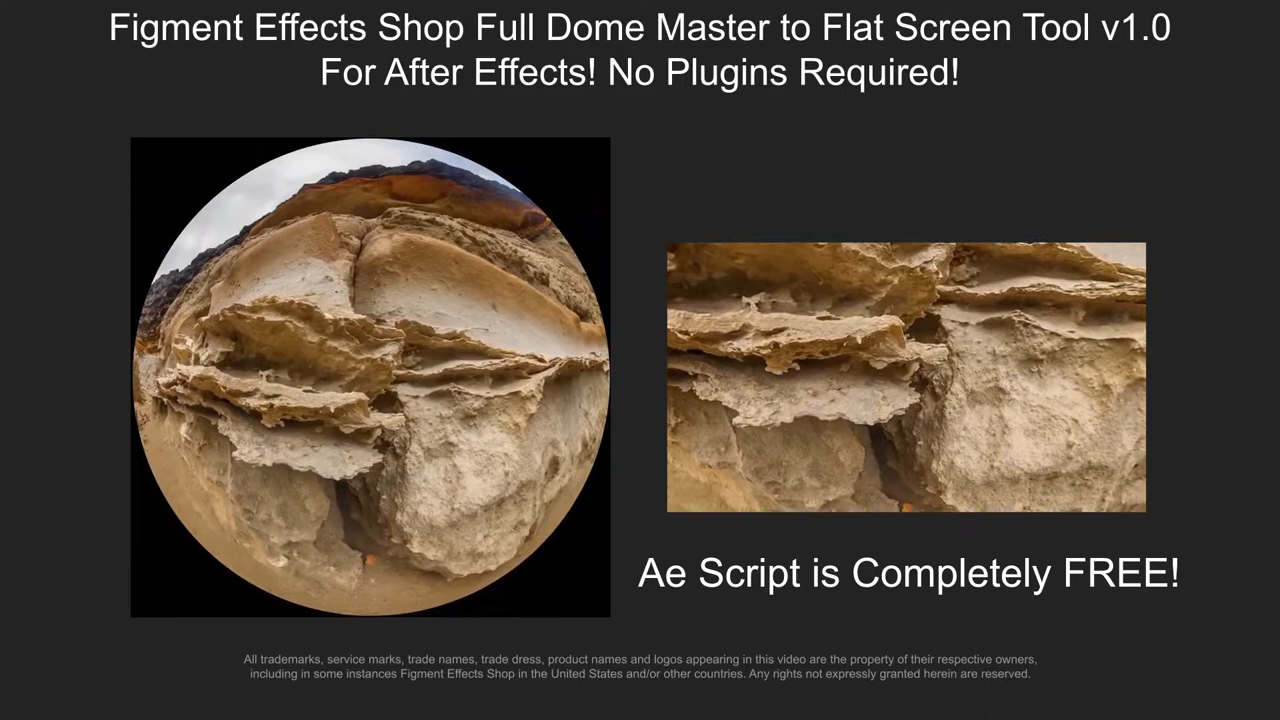 Figment Effects Shop Full Dome Master to Flat Screen Tool v1.0
For After Effects! No Plugins Required!
Ae Script is Completely FREE!
All trademarks, service marks, trade names, trade dress, product names and logos appearing in this video are the property of their respective owners,
including in some instances Figment Effects Shop in the United States and/or other countries. Any rights not expressly granted herein are reserved.